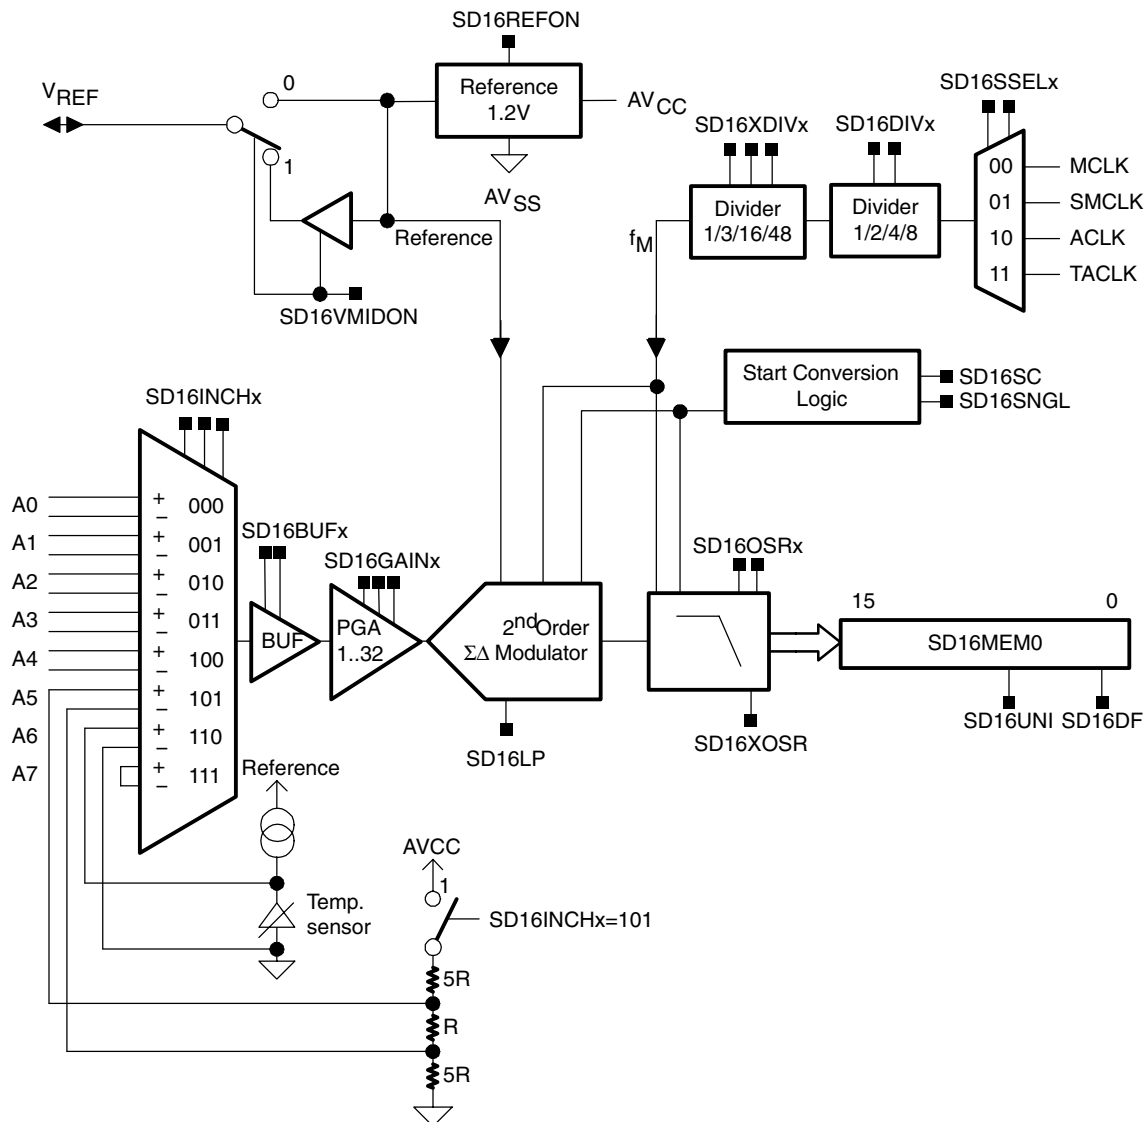 SD16REFON
0
VREF
Reference
1.2V
AVCC
SD16SSELx
SD16XDIVx
SD16DIVx
1
AVSS
00
MCLK
01
SMCLK
10
ACLK
11
TACLK
Divider
1/3/16/48
Divider
1/2/4/8
Reference
fM
SD16VMIDON
Start Conversion
Logic
SD16SC
SD16SNGL
SD16INCHx
A0
+
−
000
A1
+
−
001
A2
+
−
010
A3
+
−
011
A4
+
−
100
A5
+
−
101
A6
+
−
110
A7
+
−
111
SD16BUFx
BUF
SD16GAINx
PGA
1..32
2nd Order
ΣΔ Modulator
SD16LP
SD16OSRx
SD16XOSR
15
0
SD16MEM0
SD16UNI
SD16DF
Reference
Temp.
sensor
AVCC
1
SD16INCHx=101
5R
R
5R